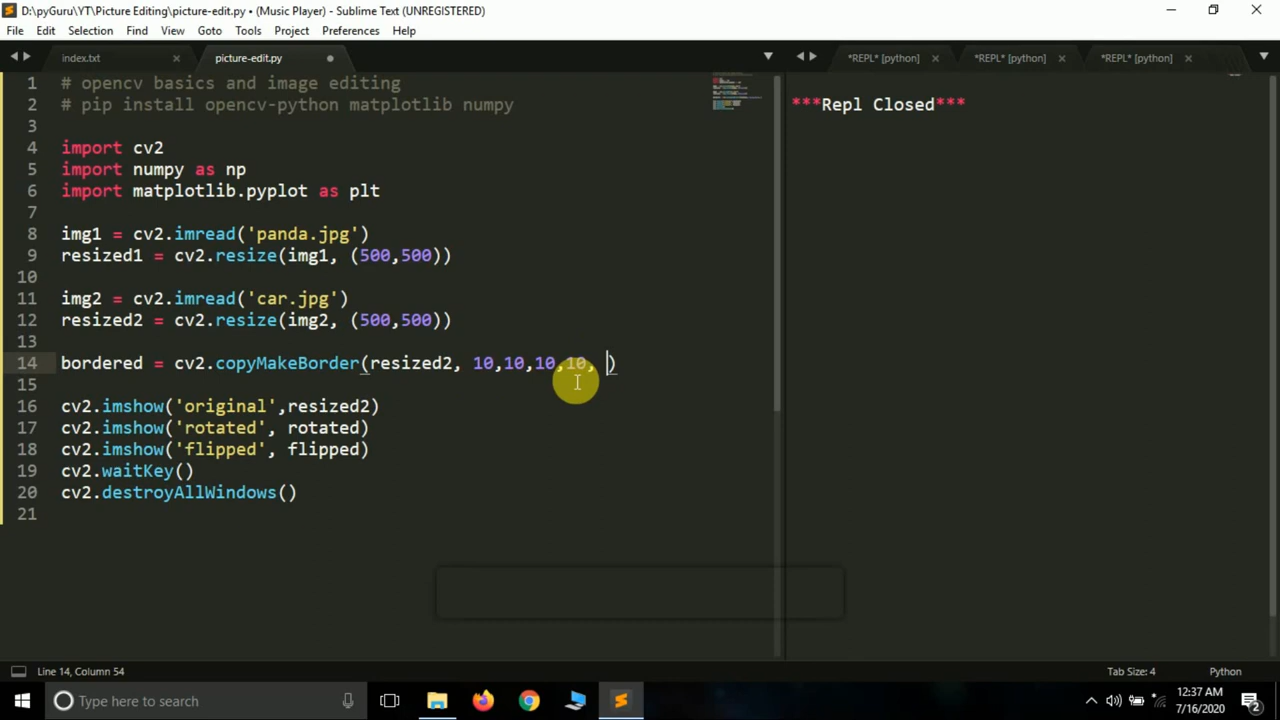 D:\pyGuru\YT\Picture Editing\picture-edit.py • (Music Player) - Sublime Text (UNREGISTERED)
File Edit Selection Find View Goto Tools Project Preferences Help
index.txt picture-edit.py *REPL* [python] *REPL* [python] *REPL* [python]
1 # opencv basics and image editing
2 # pip install opencv-python matplotlib numpy
***Repl Closed***
3
4 import cv2
5 import numpy as np
6 import matplotlib.pyplot as plt
7
8 img1 = cv2.imread('panda.jpg')
9 resized1 = cv2.resize(img1, (500,500))
10
11 img2 = cv2.imread('car.jpg')
12 resized2 = cv2.resize(img2, (500,500))
13
14 bordered = cv2.copyMakeBorder(resized2, 10,10,10,10, )
15
16 cv2.imshow('original',resized2)
17 cv2.imshow('rotated', rotated)
18 cv2.imshow('flipped', flipped)
19 cv2.waitKey()
20 cv2.destroyAllWindows()
21
Line 14, Column 54 Tab Size: 4 Python
Type here to search
12:37 AM
7/16/2020
2